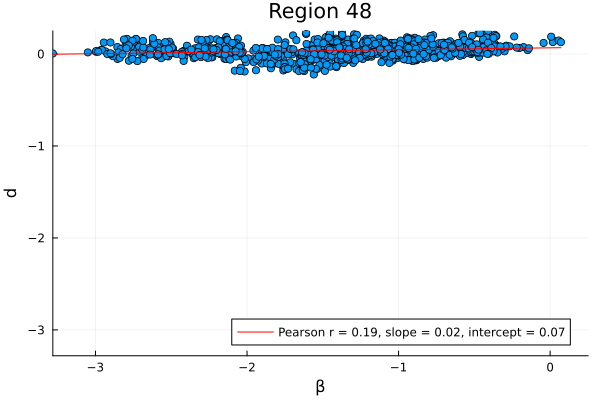 Region 48
0
−1
−2
−3
d
Pearson r = 0.19, slope = 0.02, intercept = 0.07
−3
−2
−1
0
β